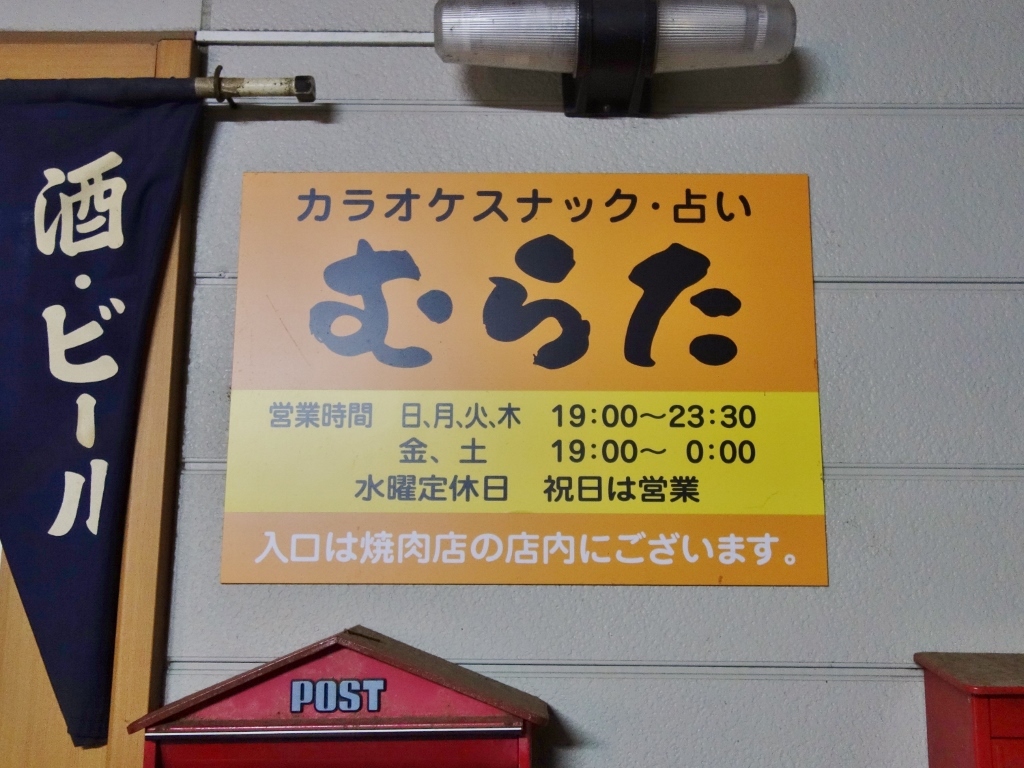 酒・ビール
カラオケスナック・占い
むらた
営業時間 日、月、火、木 19:00〜23:30
金、土 19:00〜 0:00
水曜定休日 祝日は営業
入口は焼肉店の店内にございます。
POST